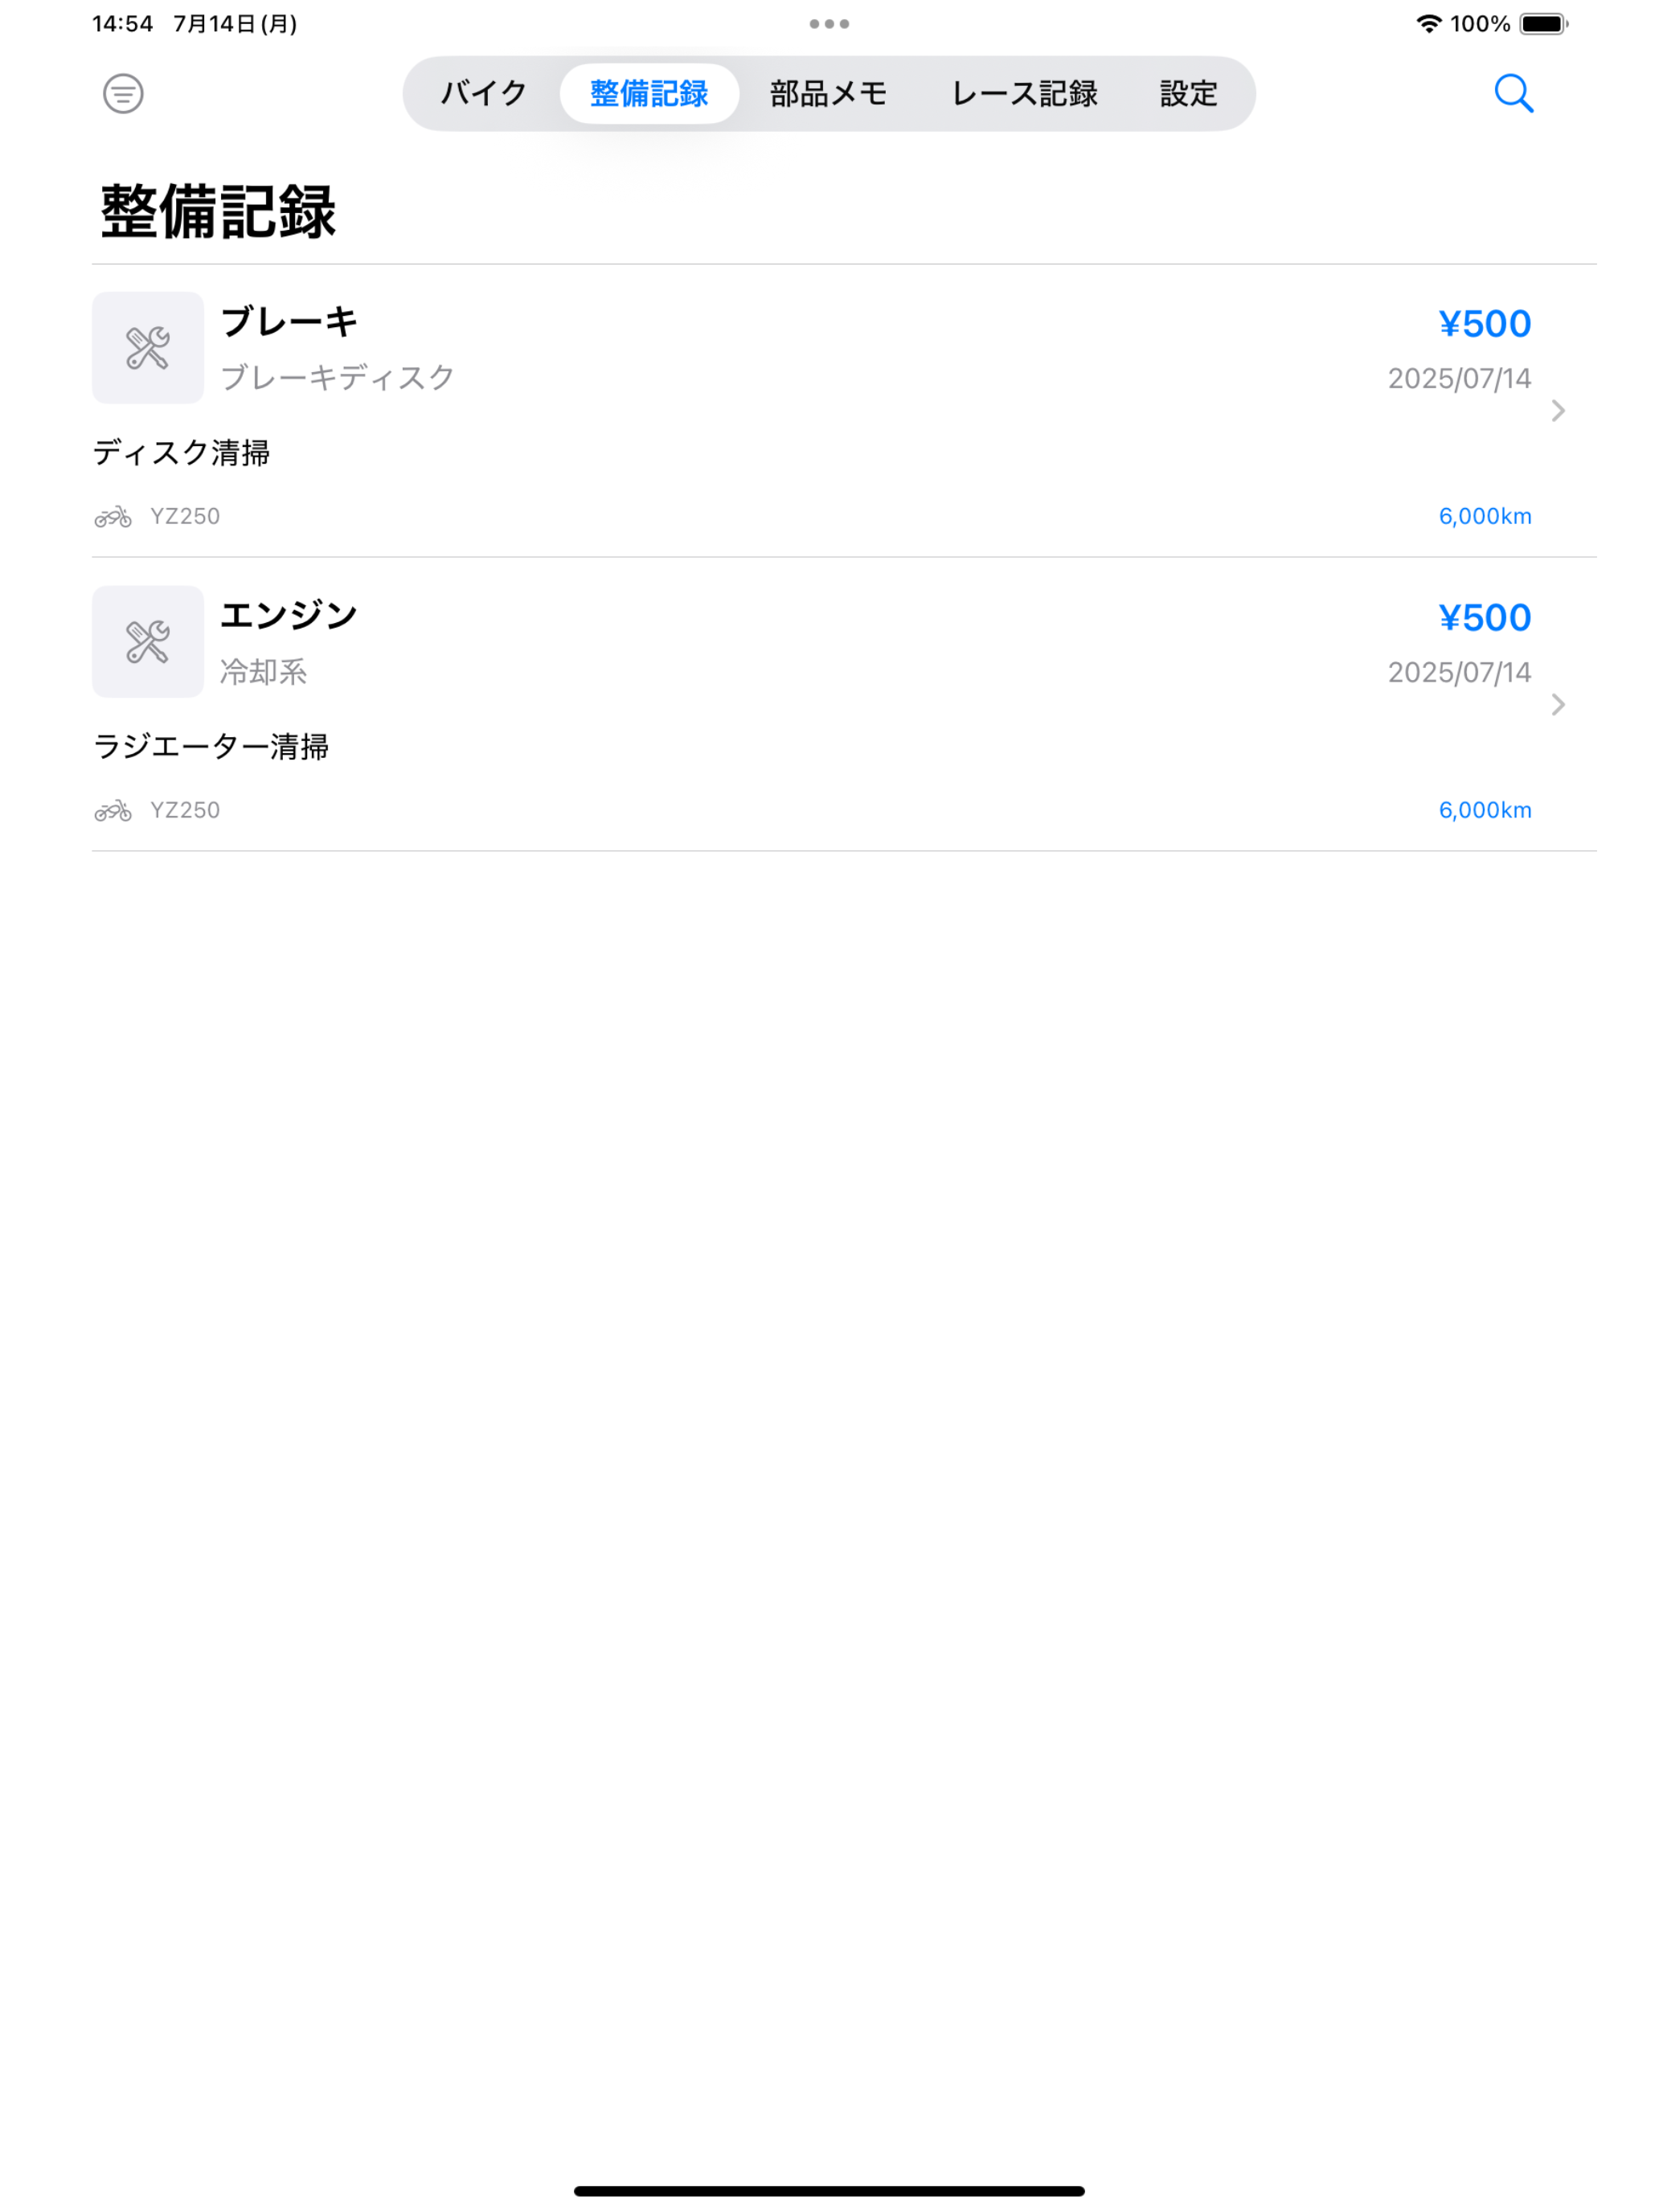 14:54 7月14日(月) 100%
バイク 整備記録 部品メモ レース記録 設定
整備記録
ブレーキ ¥500
ブレーキディスク 2025/07/14
ディスク清掃
YZ250 6,000km
エンジン ¥500
冷却系 2025/07/14
ラジエーター清掃
YZ250 6,000km